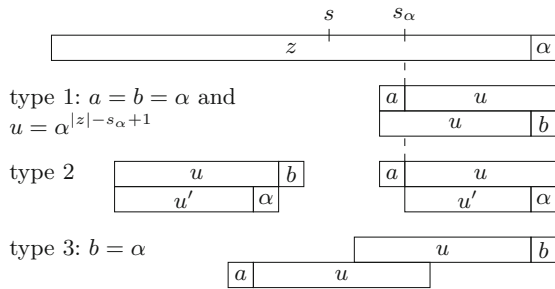 s s_α
z α
type 1: a = b = α and
a u
u = α^{|z|−s_α+1}
u b
type 2
u b a u
u′ α u′ α
type 3: b = α
u b
a u